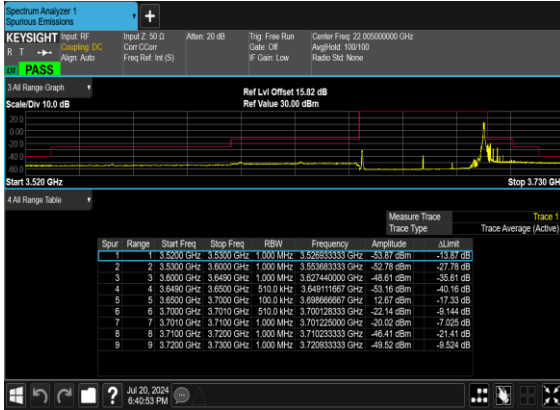 Spectrum Analyzer 1
Spurious Emissions
+
KEYSIGHT Input: RF Input Z: 50 Ω Atten: 20 dB Trig: Free Run Center Freq: 22.005000000 GHz
R T Coupling: DC Corr CCorr Gate: Off Avg|Hold: 100/100
Align: Auto Freq Ref: Int (S) IF Gain: Low Radio Std: None
PASS
3 All Range Graph Ref Lvl Offset 15.82 dB
Scale/Div 10.0 dB Ref Value 30.00 dBm
20.0
0.00
-20.0
-40.0
-60.0
Start 3.520 GHz Stop 3.730 GH
4 All Range Table
Measure Trace Trace 1
Trace Type Trace Average (Active)
Spur Range Start Freq Stop Freq RBW Frequency Amplitude ΔLimit
1 1 3.5200 GHz 3.5300 GHz 1.000 MHz 3.526933333 GHz -53.87 dBm -13.87 dB
2 2 3.5300 GHz 3.6000 GHz 1.000 MHz 3.553683333 GHz -52.78 dBm -27.78 dB
3 3 3.6000 GHz 3.6490 GHz 1.000 MHz 3.627440000 GHz -48.61 dBm -35.61 dB
4 4 3.6490 GHz 3.6500 GHz 510.0 kHz 3.649111667 GHz -53.16 dBm -40.16 dB
5 5 3.6500 GHz 3.7000 GHz 100.0 kHz 3.698666667 GHz 12.67 dBm -17.33 dB
6 6 3.7000 GHz 3.7010 GHz 510.0 kHz 3.700128333 GHz -22.14 dBm -9.144 dB
7 7 3.7010 GHz 3.7100 GHz 1.000 MHz 3.701225000 GHz -20.02 dBm -7.025 dB
8 8 3.7100 GHz 3.7200 GHz 1.000 MHz 3.710233333 GHz -46.41 dBm -21.41 dB
9 9 3.7200 GHz 3.7300 GHz 1.000 MHz 3.720933333 GHz -49.52 dBm -9.524 dB
? Jul 20, 2024
6:40:53 PM